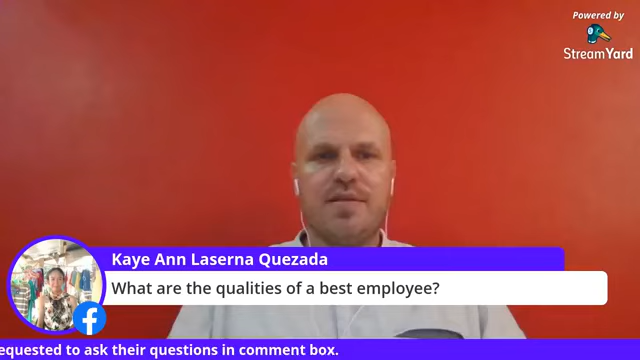 Powered by
StreamYard
Kaye Ann Laserna Quezada
What are the qualities of a best employee?
equested to ask their questions in comment box.